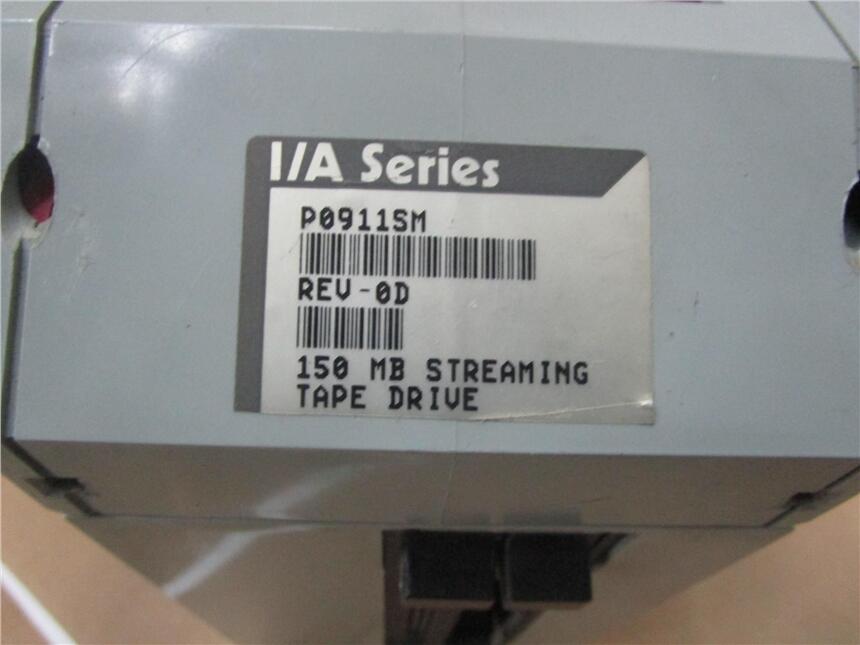 I/A Series
P0911SM
REV-0D
150 MB STREAMING
TAPE DRIVE